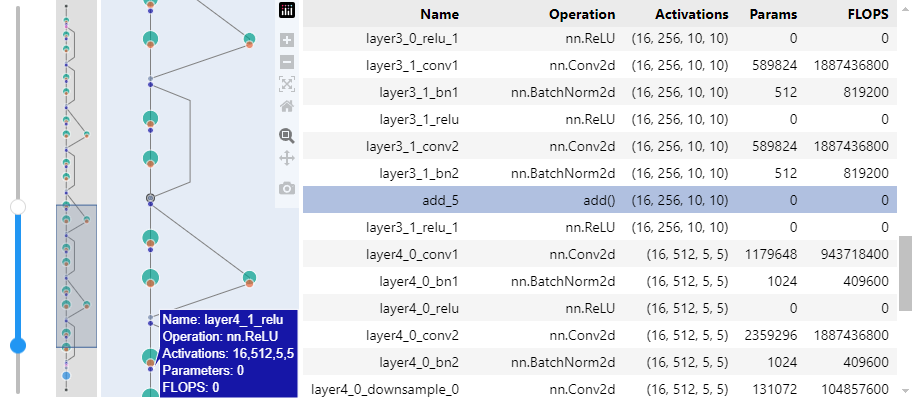 Name Operation Activations Params FLOPS
layer3_0_relu_1 nn.ReLU (16, 256, 10, 10) 0 0
layer3_1_conv1 nn.Conv2d (16, 256, 10, 10) 589824 1887436800
layer3_1_bn1 nn.BatchNorm2d (16, 256, 10, 10) 512 819200
layer3_1_relu nn.ReLU (16, 256, 10, 10) 0 0
layer3_1_conv2 nn.Conv2d (16, 256, 10, 10) 589824 1887436800
layer3_1_bn2 nn.BatchNorm2d (16, 256, 10, 10) 512 819200
add_5 add() (16, 256, 10, 10) 0 0
layer3_1_relu_1 nn.ReLU (16, 256, 10, 10) 0 0
layer4_0_conv1 nn.Conv2d (16, 512, 5, 5) 1179648 943718400
layer4_0_bn1 nn.BatchNorm2d (16, 512, 5, 5) 1024 409600
layer4_0_relu nn.ReLU (16, 512, 5, 5) 0 0
layer4_0_conv2 nn.Conv2d (16, 512, 5, 5) 2359296 1887436800
layer4_0_bn2 nn.BatchNorm2d (16, 512, 5, 5) 1024 409600
layer4_0_downsample_0 nn.Conv2d (16, 512, 5, 5) 131072 104857600
Name: layer4_1_relu
Operation: nn.ReLU
Activations: 16,512,5,5
Parameters: 0
FLOPS: 0